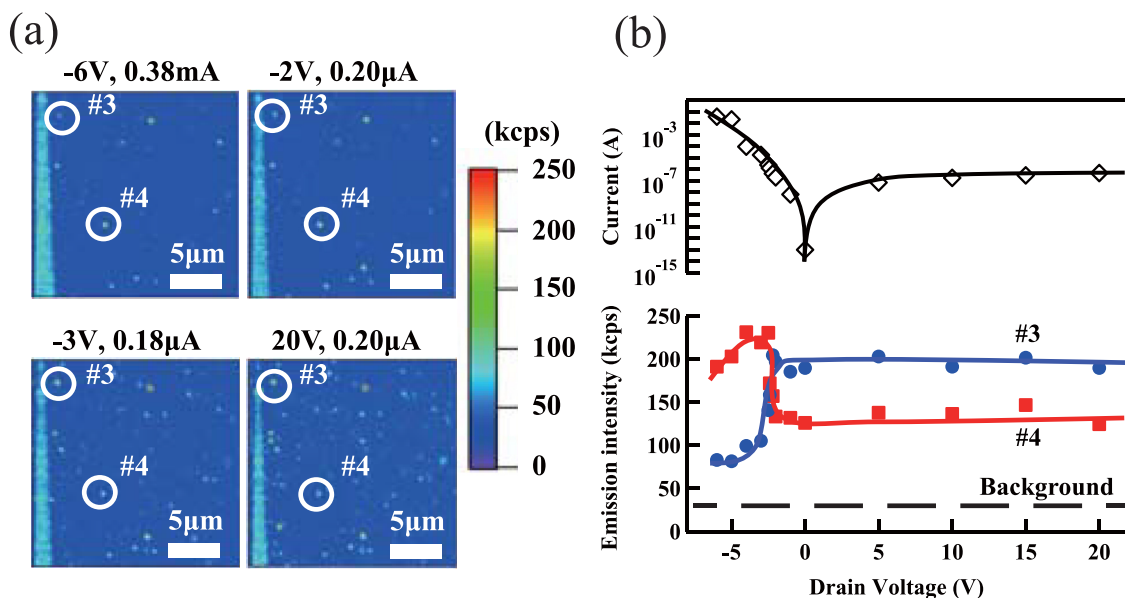 (a)
-6V, 0.38mA
-2V, 0.20μA
#3
#3
#4
#4
5μm
5μm
-3V, 0.18μA
20V, 0.20μA
#3
#3
#4
#4
5μm
5μm
(kcps)
250
200
150
100
50
0
(b)
Current (A)
10-3
10-7
10-11
10-15
Emission intensity (kcps)
250
200
150
100
50
0
#3
#4
Background
-5
0
5
10
15
20
Drain Voltage (V)